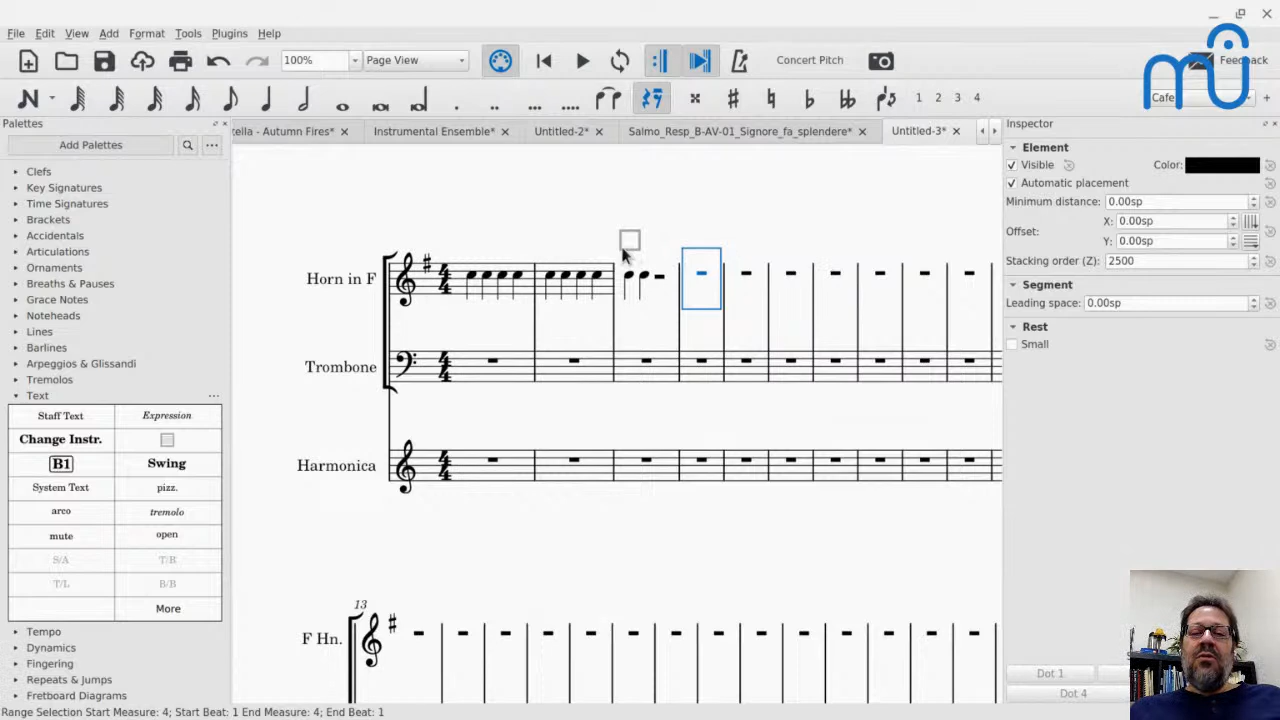 File Edit View Add Format Tools Plugins Help
100% Page View Concert Pitch Feedback
1 2 3 4 Cafe
Palettes
tella - Autumn Fires* Instrumental Ensemble* Untitled-2* Salmo_Resp_B-AV-01_Signore_fa_splendere* Untitled-3*
Inspector
Add Palettes
Clefs
Key Signatures
Time Signatures
Brackets
Accidentals
Articulations
Ornaments
Breaths & Pauses
Grace Notes
Noteheads
Lines
Barlines
Arpeggios & Glissandi
Tremolos
Text
Staff Text Expression
Change Instr.
B1 Swing
System Text pizz.
arco tremolo
mute open
S/A T/B
T/L B/B
More
Tempo
Dynamics
Fingering
Repeats & Jumps
Fretboard Diagrams
Horn in F
Trombone
Harmonica
13
F Hn.
Element
Visible Color:
Automatic placement
Minimum distance: 0.00sp
X: 0.00sp
Offset:
Y: 0.00sp
Stacking order (Z): 2500
Segment
Leading space: 0.00sp
Rest
Small
Dot 1
Dot 4
Range Selection Start Measure: 4; Start Beat: 1 End Measure: 4; End Beat: 1